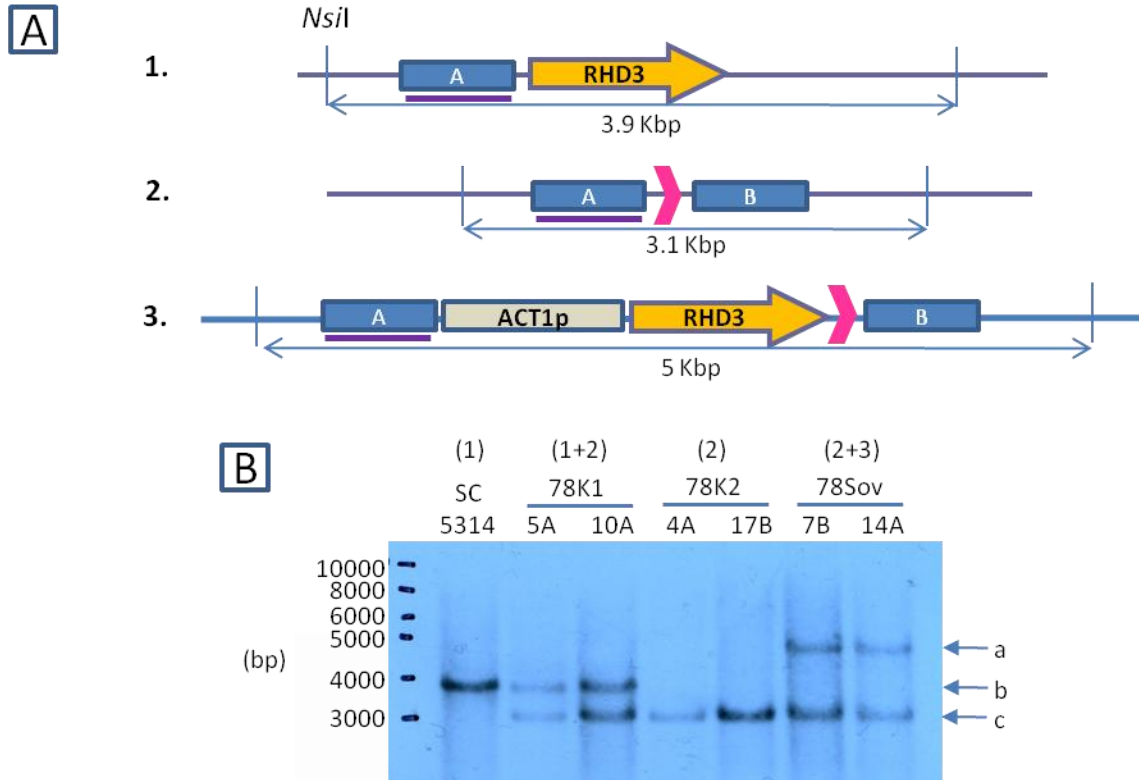 A
NsiI
1.
A
RHD3
3.9 Kbp
2.
A
B
3.1 Kbp
3.
A
ACT1p
RHD3
B
5 Kbp
B
(1) (1+2) (2) (2+3)
SC 78K1 78K2 78Sov
5314 5A 10A 4A 17B 7B 14A
10000
8000
6000
5000
(bp)
4000
3000
a
b
c